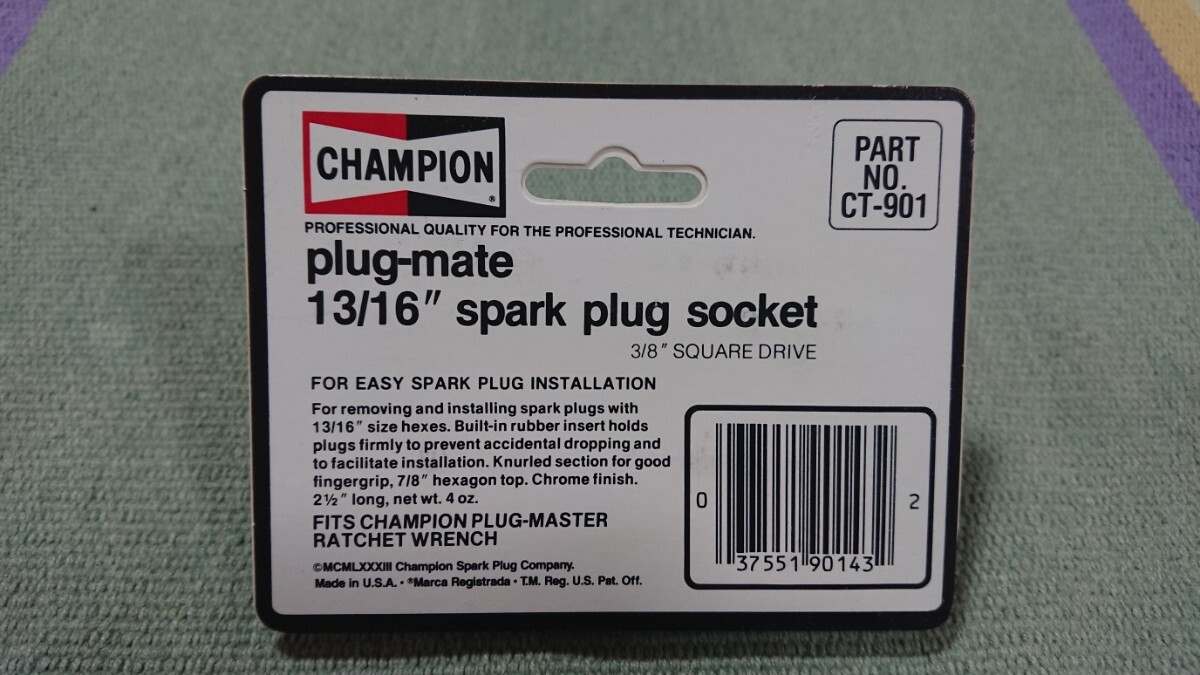 CHAMPION®
PART
NO.
CT-901
PROFESSIONAL QUALITY FOR THE PROFESSIONAL TECHNICIAN.
plug-mate
13/16" spark plug socket
3/8" SQUARE DRIVE
FOR EASY SPARK PLUG INSTALLATION
For removing and installing spark plugs with
13/16" size hexes. Built-in rubber insert holds
plugs firmly to prevent accidental dropping and
to facilitate installation. Knurled section for good
fingergrip, 7/8" hexagon top. Chrome finish.
2½" long, net wt. 4 oz.
FITS CHAMPION PLUG-MASTER
RATCHET WRENCH
©MCMLXXXIII Champion Spark Plug Company.
Made in U.S.A. • ®Marca Registrada • T.M. Reg. U.S. Pat. Off.
0 37551 90143 2